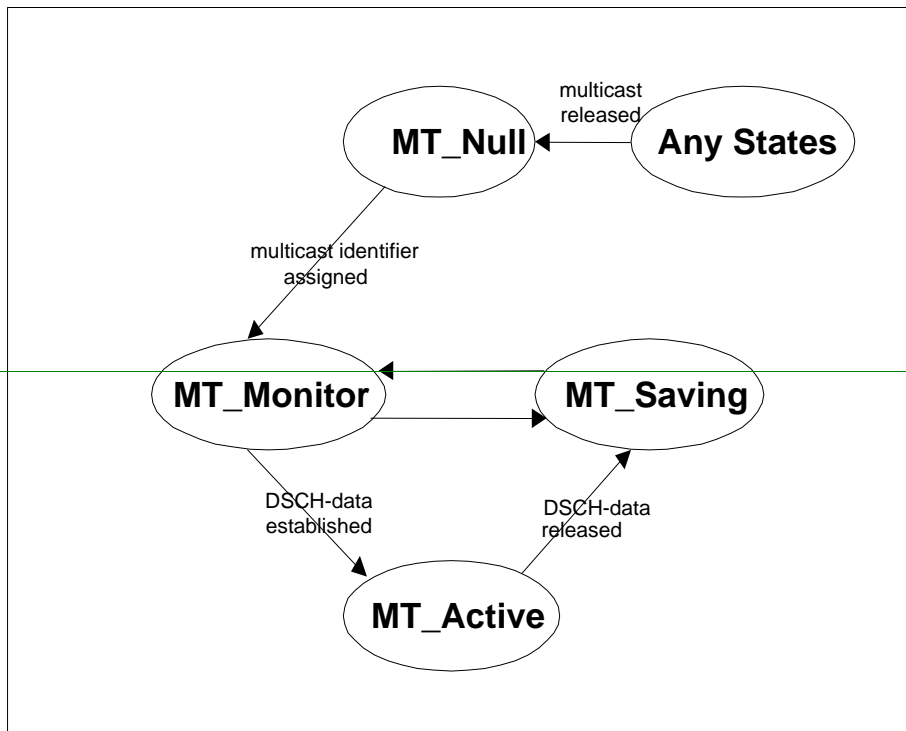 multicast
released
MT_Null
Any States
multicast identifier
assigned
MT_Monitor
MT_Saving
DSCH-data
established
DSCH-data
released
MT_Active